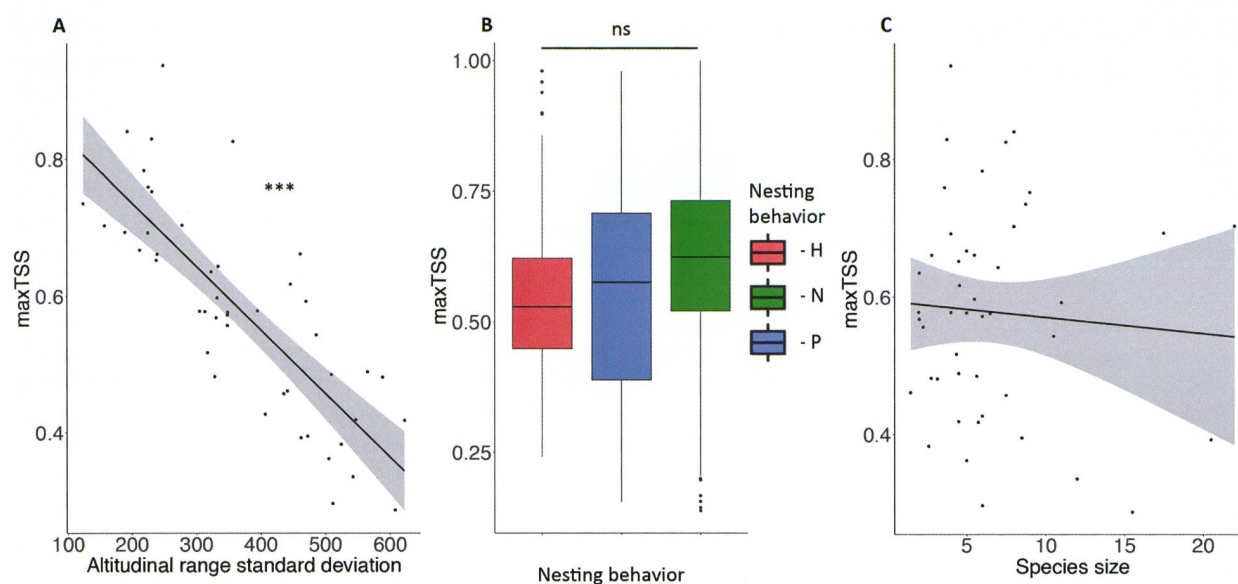 A
maxTSS
0.8
0.6
0.4
***
100 200 300 400 500 600
Altitudinal range standard deviation
B
ns
maxTSS
1.00
0.75
0.50
0.25
Nesting
behavior
- H
- N
- P
Nesting behavior
C
maxTSS
0.8
0.6
0.4
5 10 15 20
Species size